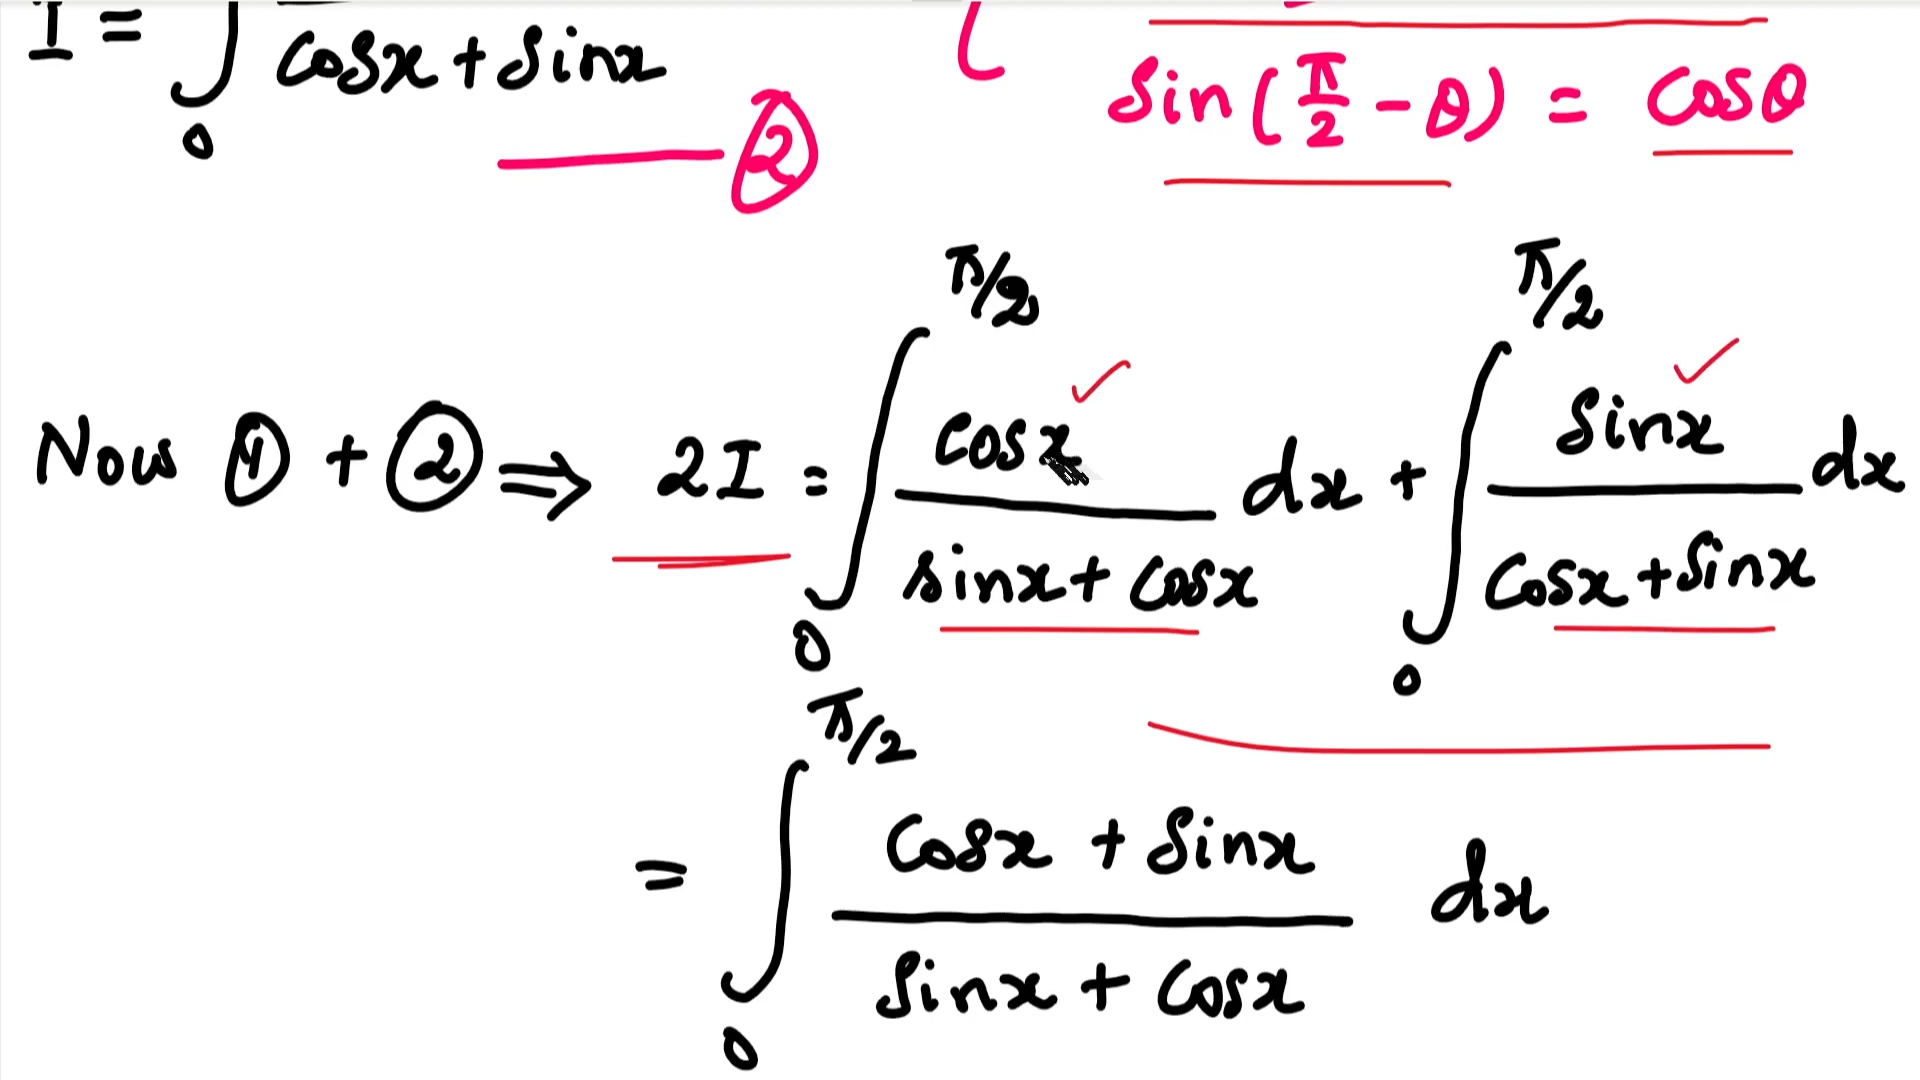 I = ∫₀ / cosx + sinx
② sin(π/2 - θ) = cosθ
Now ① + ② ⇒ 2I = ∫₀^{π/2} cosx / (sinx + cosx) dx + ∫₀^{π/2} sinx / (cosx + sinx) dx
= ∫₀^{π/2} (cosx + sinx) / (sinx + cosx) dx